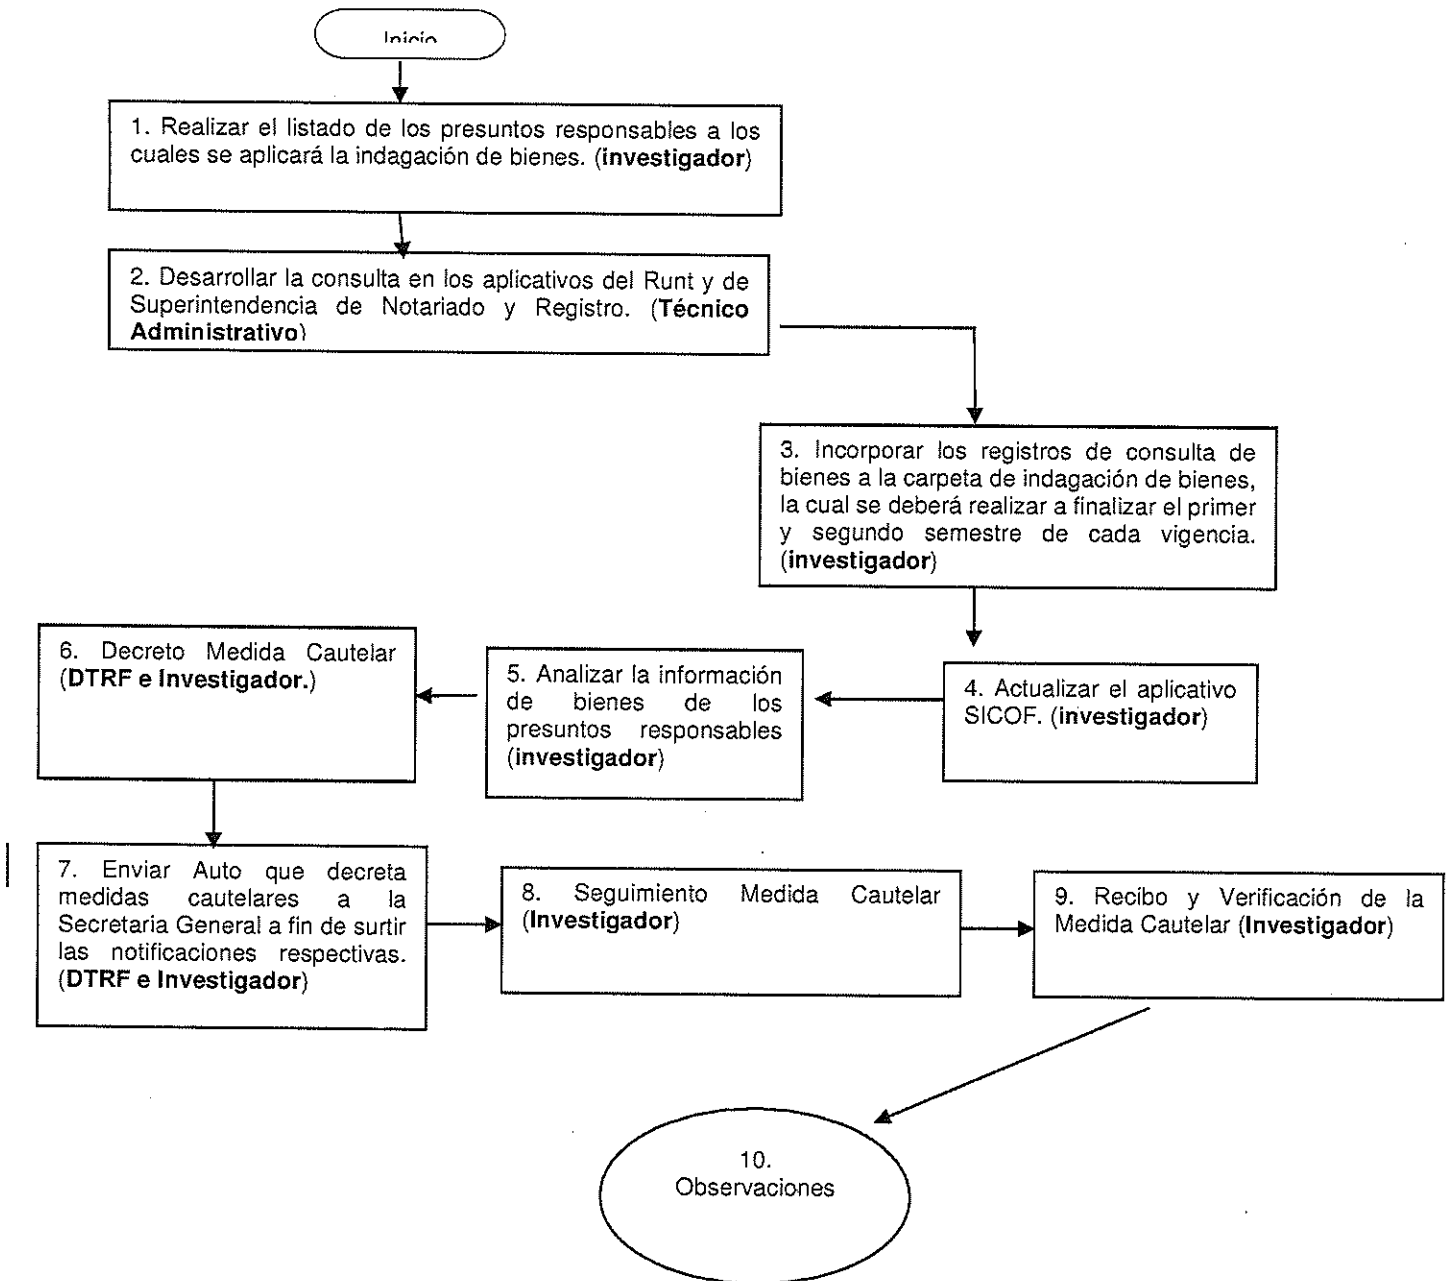 Inicio
1. Realizar el listado de los presuntos responsables a los
cuales se aplicará la indagación de bienes. (investigador)
2. Desarrollar la consulta en los aplicativos del Runt y de
Superintendencia de Notariado y Registro. (Técnico
Administrativo)
3. Incorporar los registros de consulta de
bienes a la carpeta de indagación de bienes,
la cual se deberá realizar a finalizar el primer
y segundo semestre de cada vigencia.
(investigador)
4. Actualizar el aplicativo
SICOF. (investigador)
5. Analizar la información
de bienes de los
presuntos responsables
(investigador)
6. Decreto Medida Cautelar
(DTRF e Investigador.)
7. Enviar Auto que decreta
medidas cautelares a la
Secretaria General a fin de surtir
las notificaciones respectivas.
(DTRF e Investigador)
8. Seguimiento Medida Cautelar
(Investigador)
9. Recibo y Verificación de la
Medida Cautelar (Investigador)
10.
Observaciones